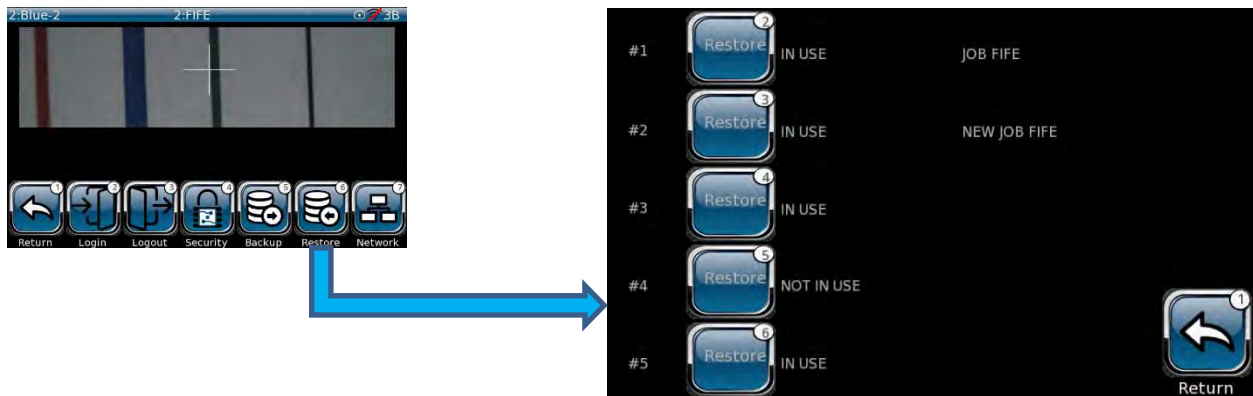 2:Blue-2 2:FIFE 3B
1 2 3 4 5 6 7
Return Login Logout Security Backup Restore Network
#1 Restore 2 IN USE JOB FIFE
#2 Restore 3 IN USE NEW JOB FIFE
#3 Restore 4 IN USE
#4 Restore 5 NOT IN USE
#5 Restore 6 IN USE
1
Return